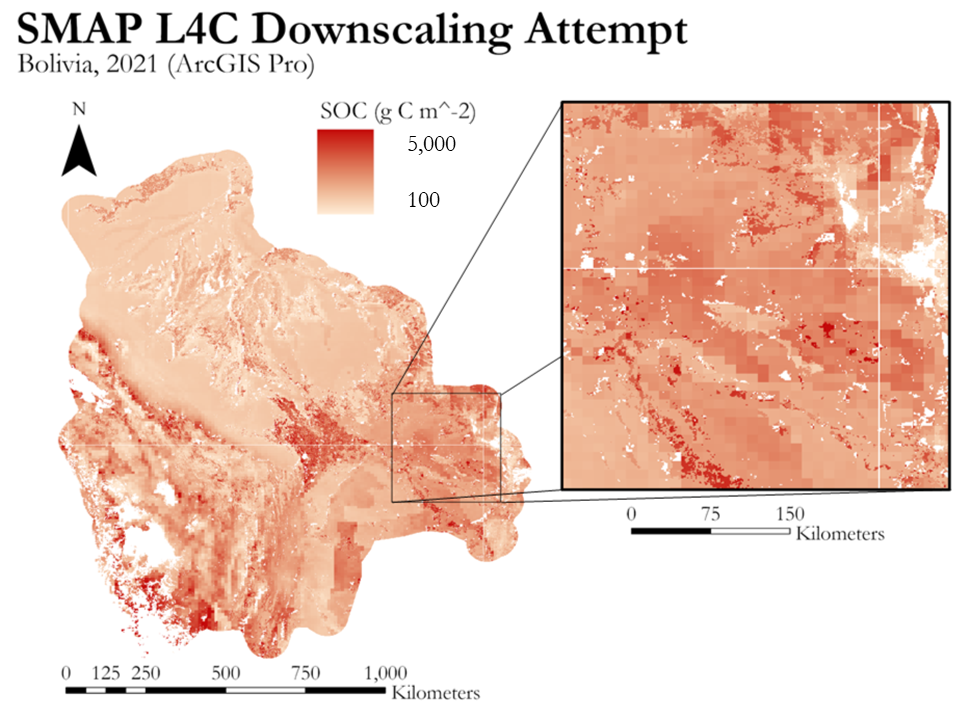 SMAP L4C Downscaling Attempt
Bolivia, 2021 (ArcGIS Pro)
N
SOC (g C m^-2)
5,000
100
0 75 150
Kilometers
0 125 250 500 750 1,000
Kilometers